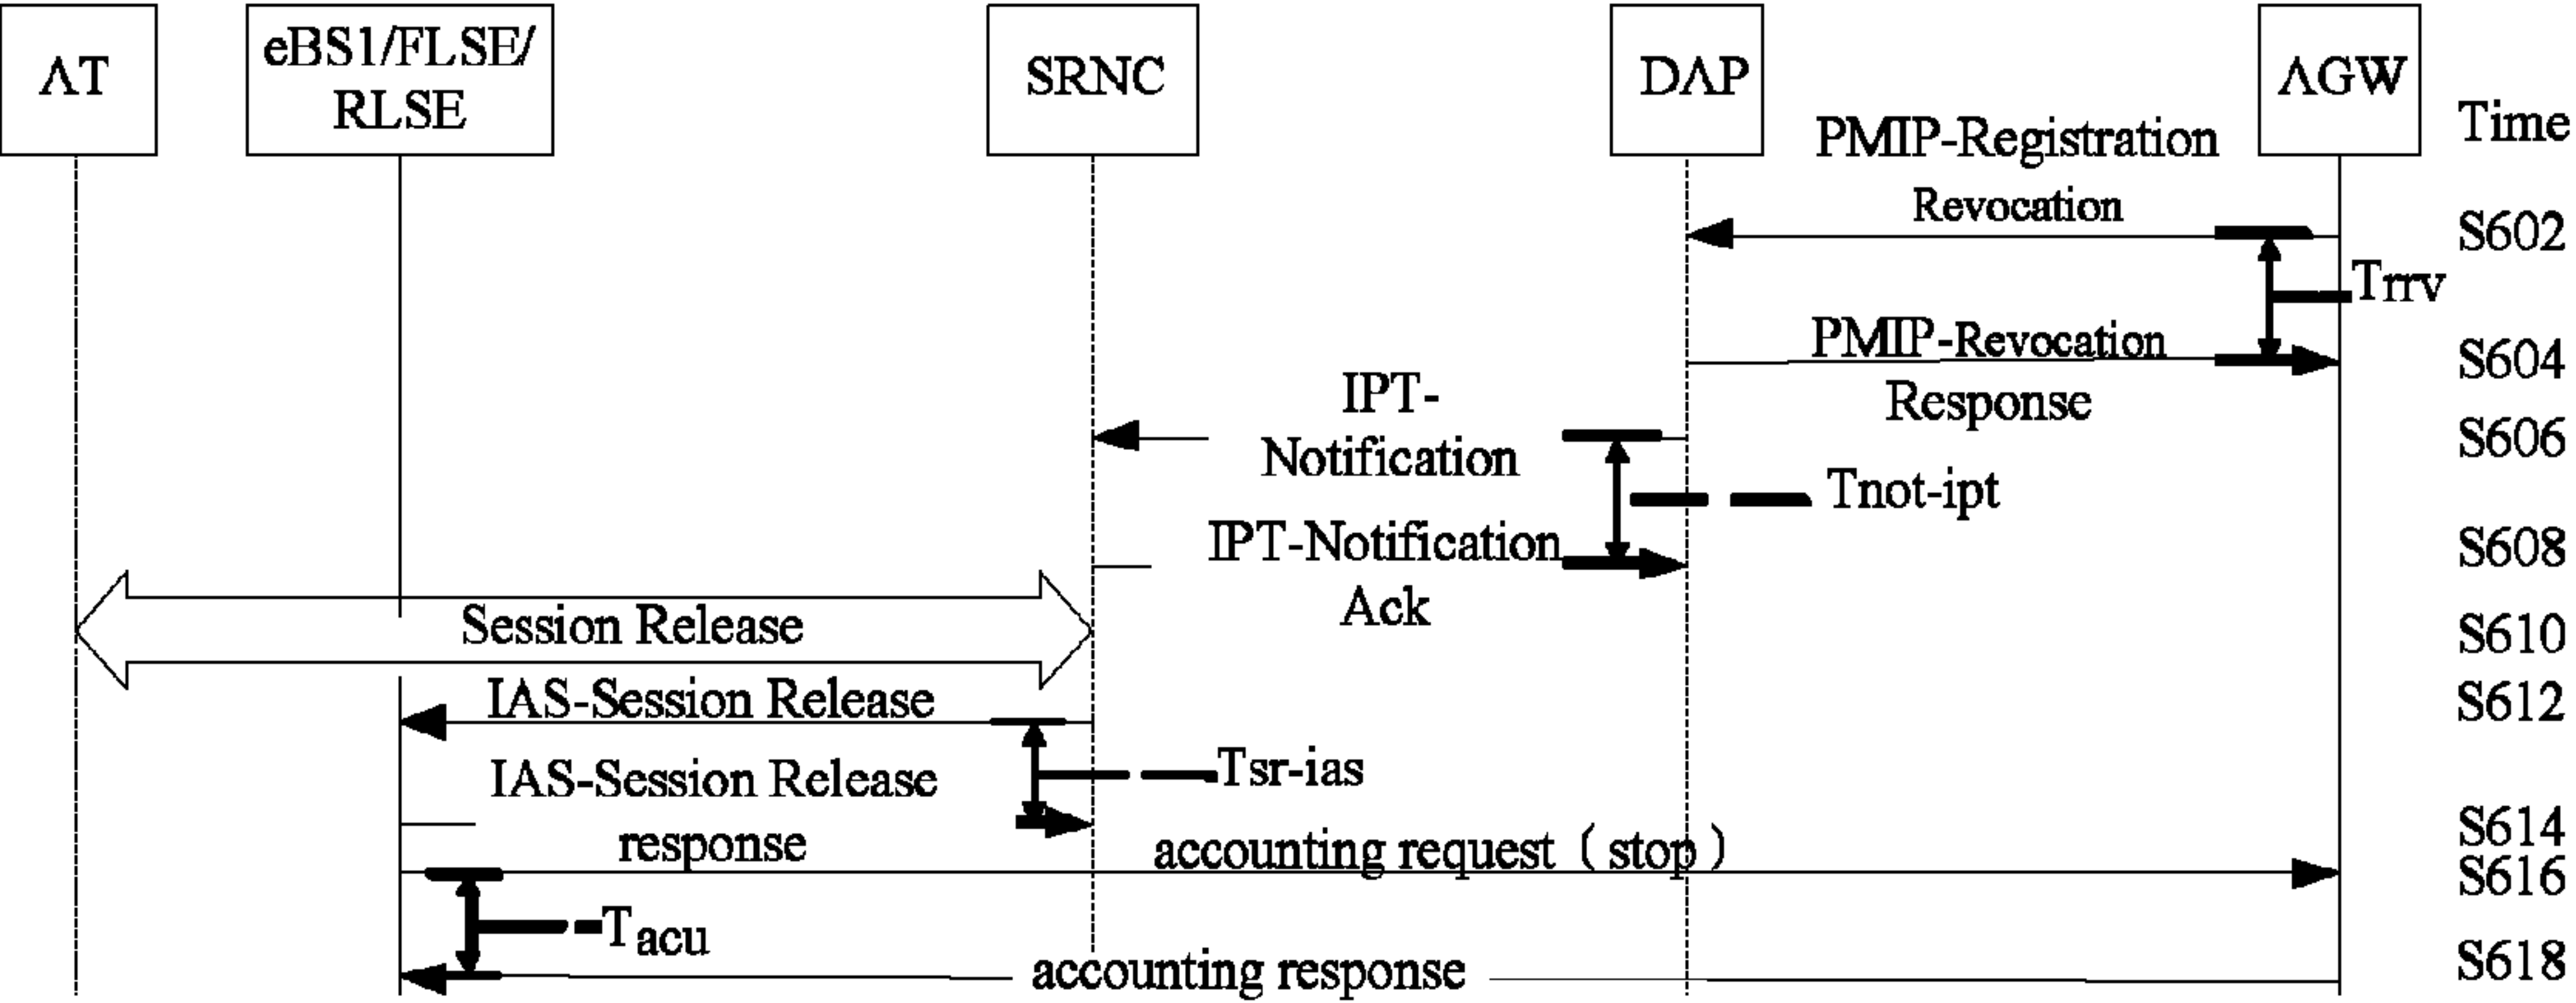 AT
eBS1/FLSE/
RLSE
SRNC
DAP
AGW
Time
PMIP-Registration
Revocation
S602
Trrv
PMIP-Revocation
Response
S604
IPT-
Notification
S606
Tnot-ipt
IPT-Notification
Ack
S608
Session Release
S610
IAS-Session Release
S612
Tsr-ias
IAS-Session Release
response
S614
accounting request ( stop )
S616
Tacu
accounting response
S618